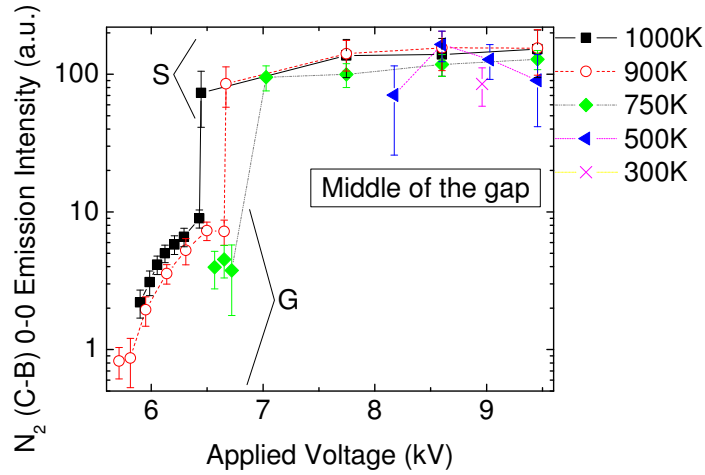 N2 (C-B) 0-0 Emission Intensity (a.u.)
100
10
1
S
G
Middle of the gap
6
7
8
9
Applied Voltage (kV)
1000K
900K
750K
500K
300K